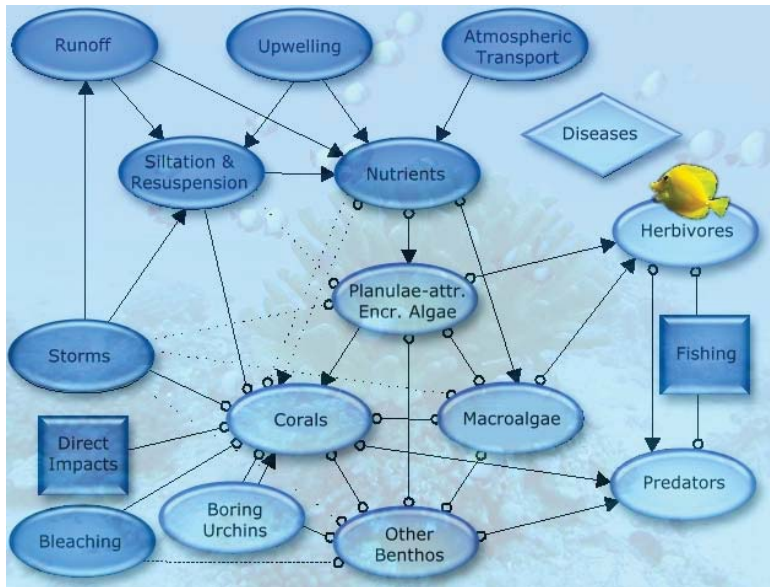 Runoff
Upwelling
Atmospheric
Transport
Diseases
Siltation &
Resuspension
Nutrients
Herbivores
Planulae-attr.
Encr. Algae
Storms
Fishing
Corals
Macroalgae
Direct
Impacts
Predators
Boring
Urchins
Other
Benthos
Bleaching